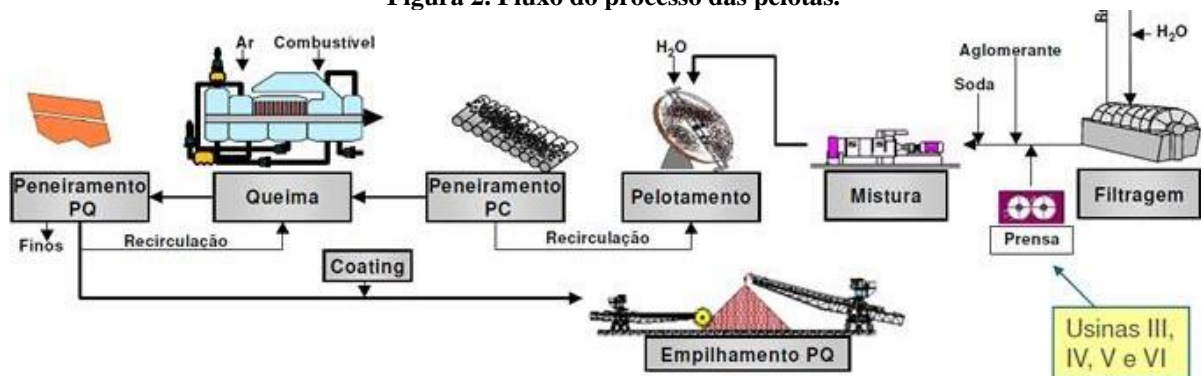 Figura 2. Fluxo do processo das pelotas.
Ar
Combustível
H₂O
Aglomerante
Soda
H₂O
Peneiramento
PQ
Queima
Peneiramento
PC
Pelotamento
Mistura
Filtragem
Finos
Recirculação
Recirculação
Prensa
Coating
Empilhamento PQ
Usinas III,
IV, V e VI